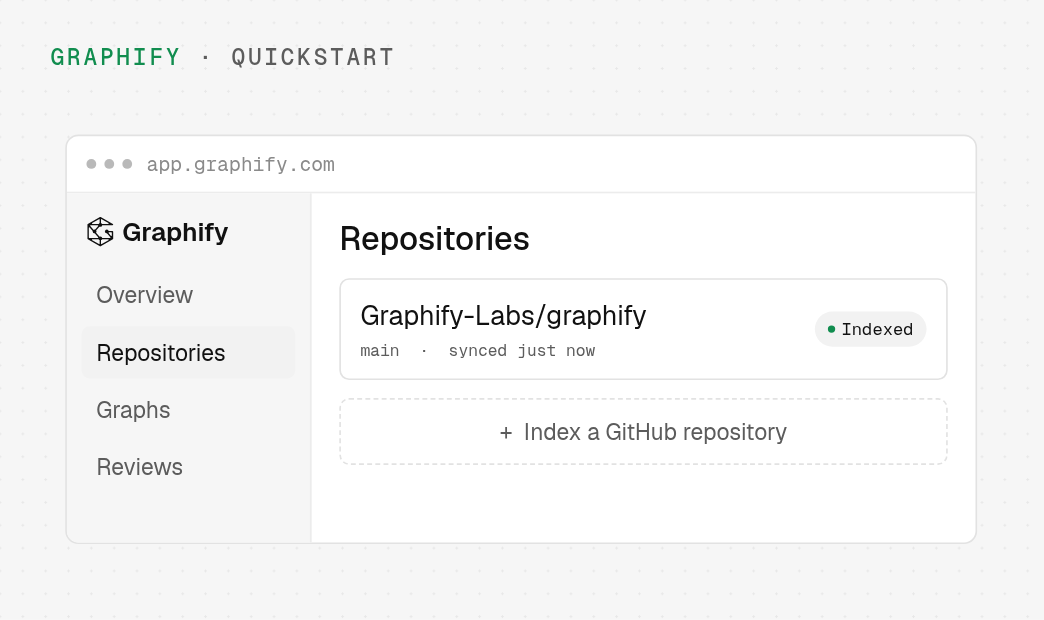 GRAPHIFY · QUICKSTART
app.graphify.com
Graphify
Overview
Repositories
Graphs
Reviews
Repositories
Graphify-Labs/graphify
main · synced just now
Indexed
+ Index a GitHub repository